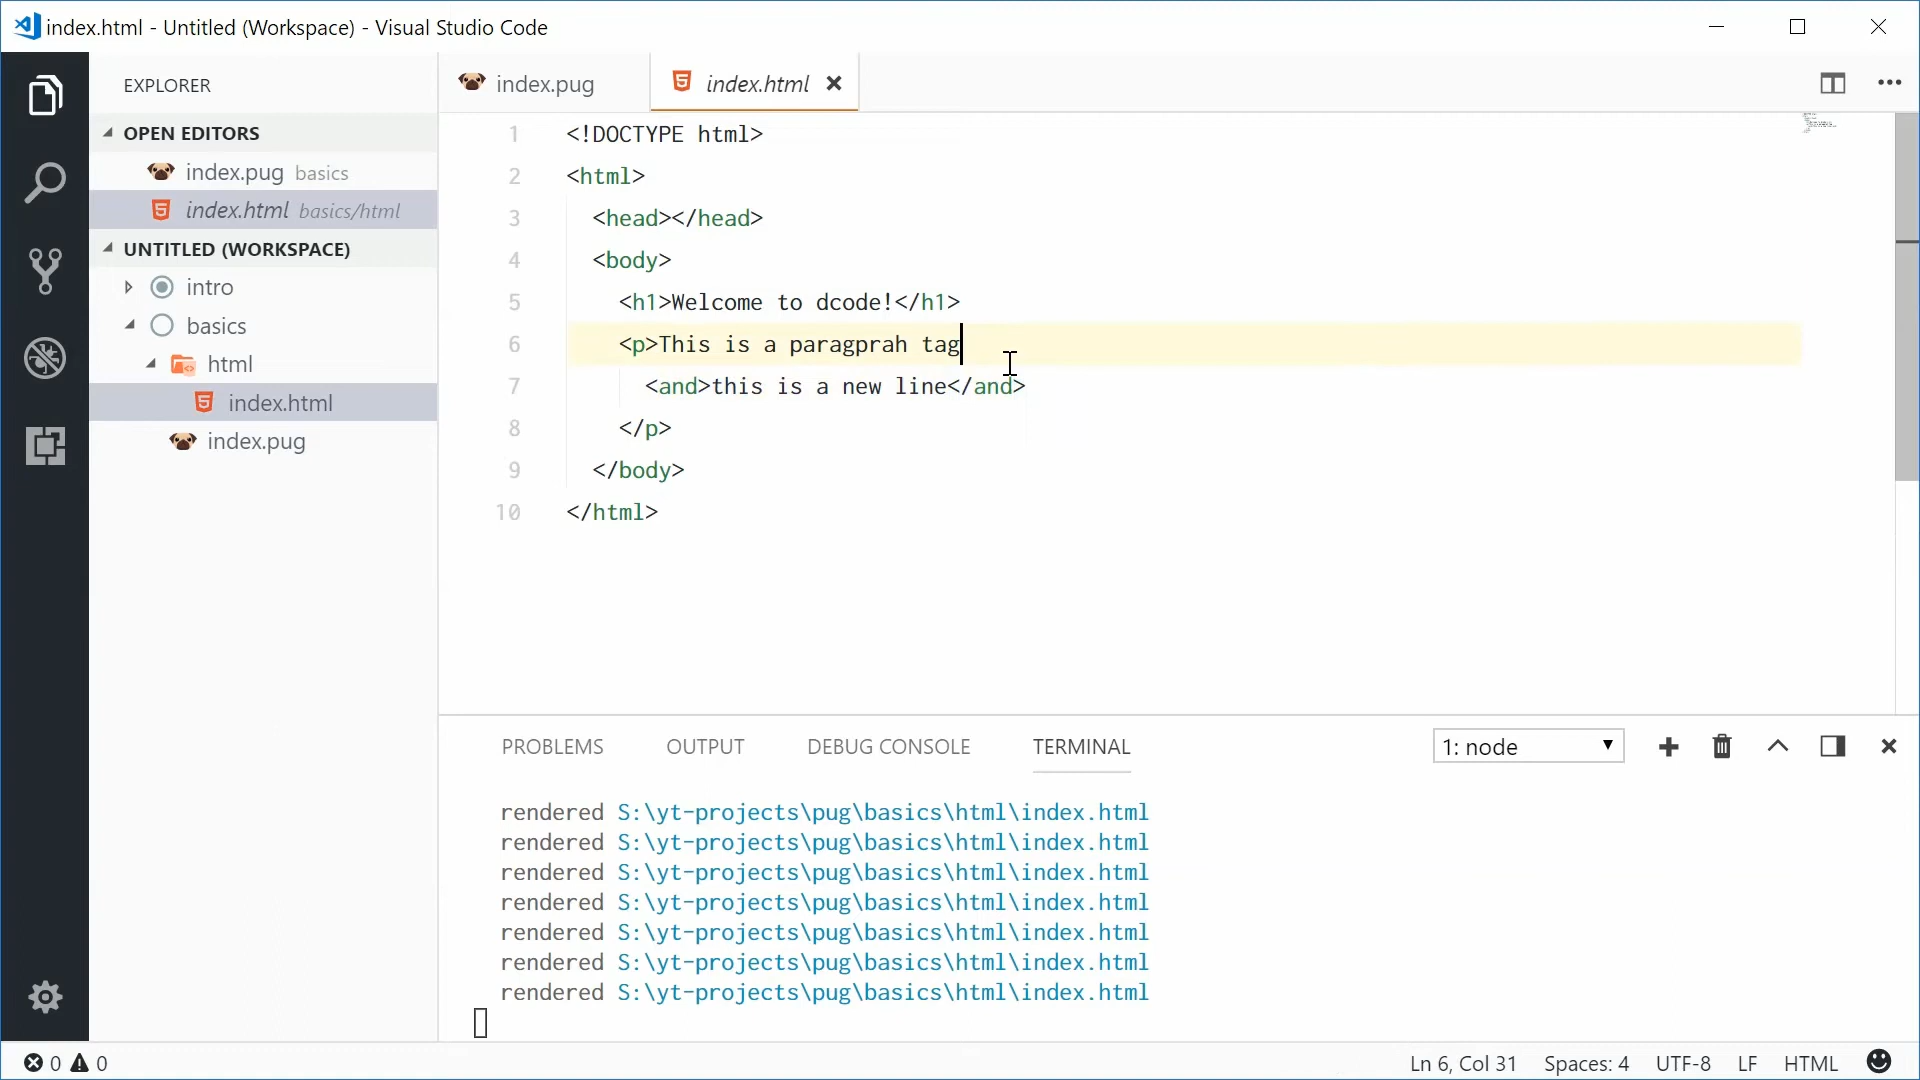 index.html - Untitled (Workspace) - Visual Studio Code
EXPLORER
OPEN EDITORS
index.pug basics
index.html basics/html
UNTITLED (WORKSPACE)
intro
basics
html
index.html
index.pug
index.pug
index.html
1 <!DOCTYPE html>
2 <html>
3 <head></head>
4 <body>
5 <h1>Welcome to dcode!</h1>
6 <p>This is a paragprah tag
7 <and>this is a new line</and>
8 </p>
9 </body>
10 </html>
PROBLEMS OUTPUT DEBUG CONSOLE TERMINAL 1: node
rendered S:\yt-projects\pug\basics\html\index.html
rendered S:\yt-projects\pug\basics\html\index.html
rendered S:\yt-projects\pug\basics\html\index.html
rendered S:\yt-projects\pug\basics\html\index.html
rendered S:\yt-projects\pug\basics\html\index.html
rendered S:\yt-projects\pug\basics\html\index.html
rendered S:\yt-projects\pug\basics\html\index.html
0 0 Ln 6, Col 31 Spaces: 4 UTF-8 LF HTML